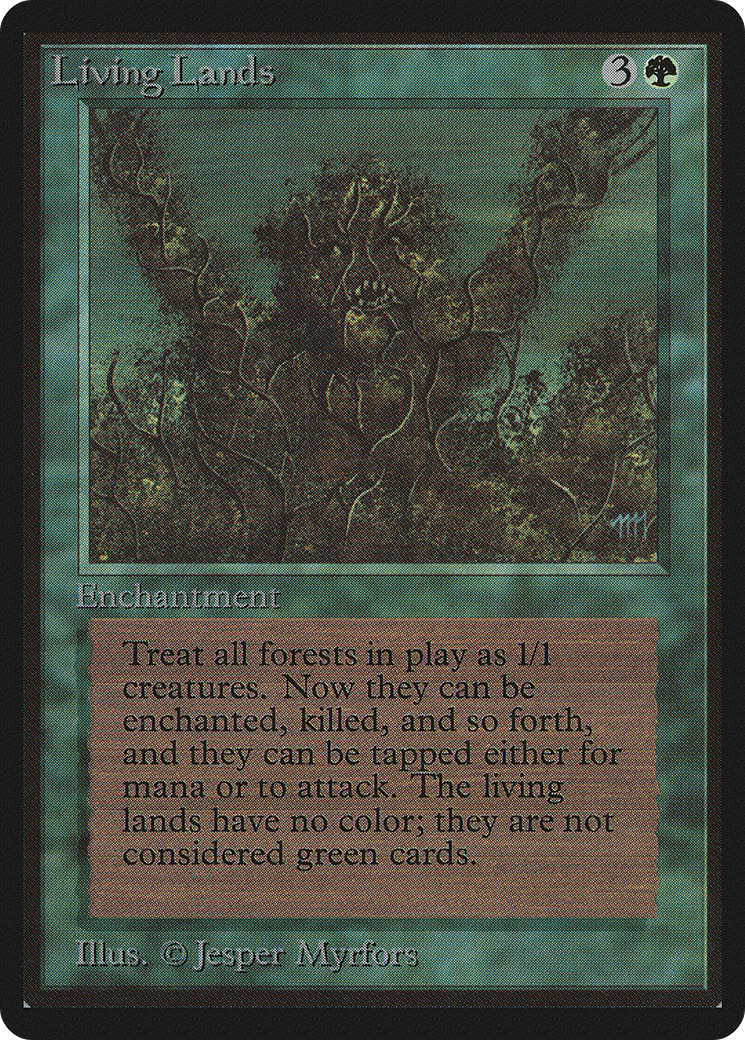 Living Lands
3
Enchantment
Treat all forests in play as 1/1
creatures. Now they can be
enchanted, killed, and so forth,
and they can be tapped either for
mana or to attack. The living
lands have no color; they are not
considered green cards.
Illus. © Jesper Myrfors